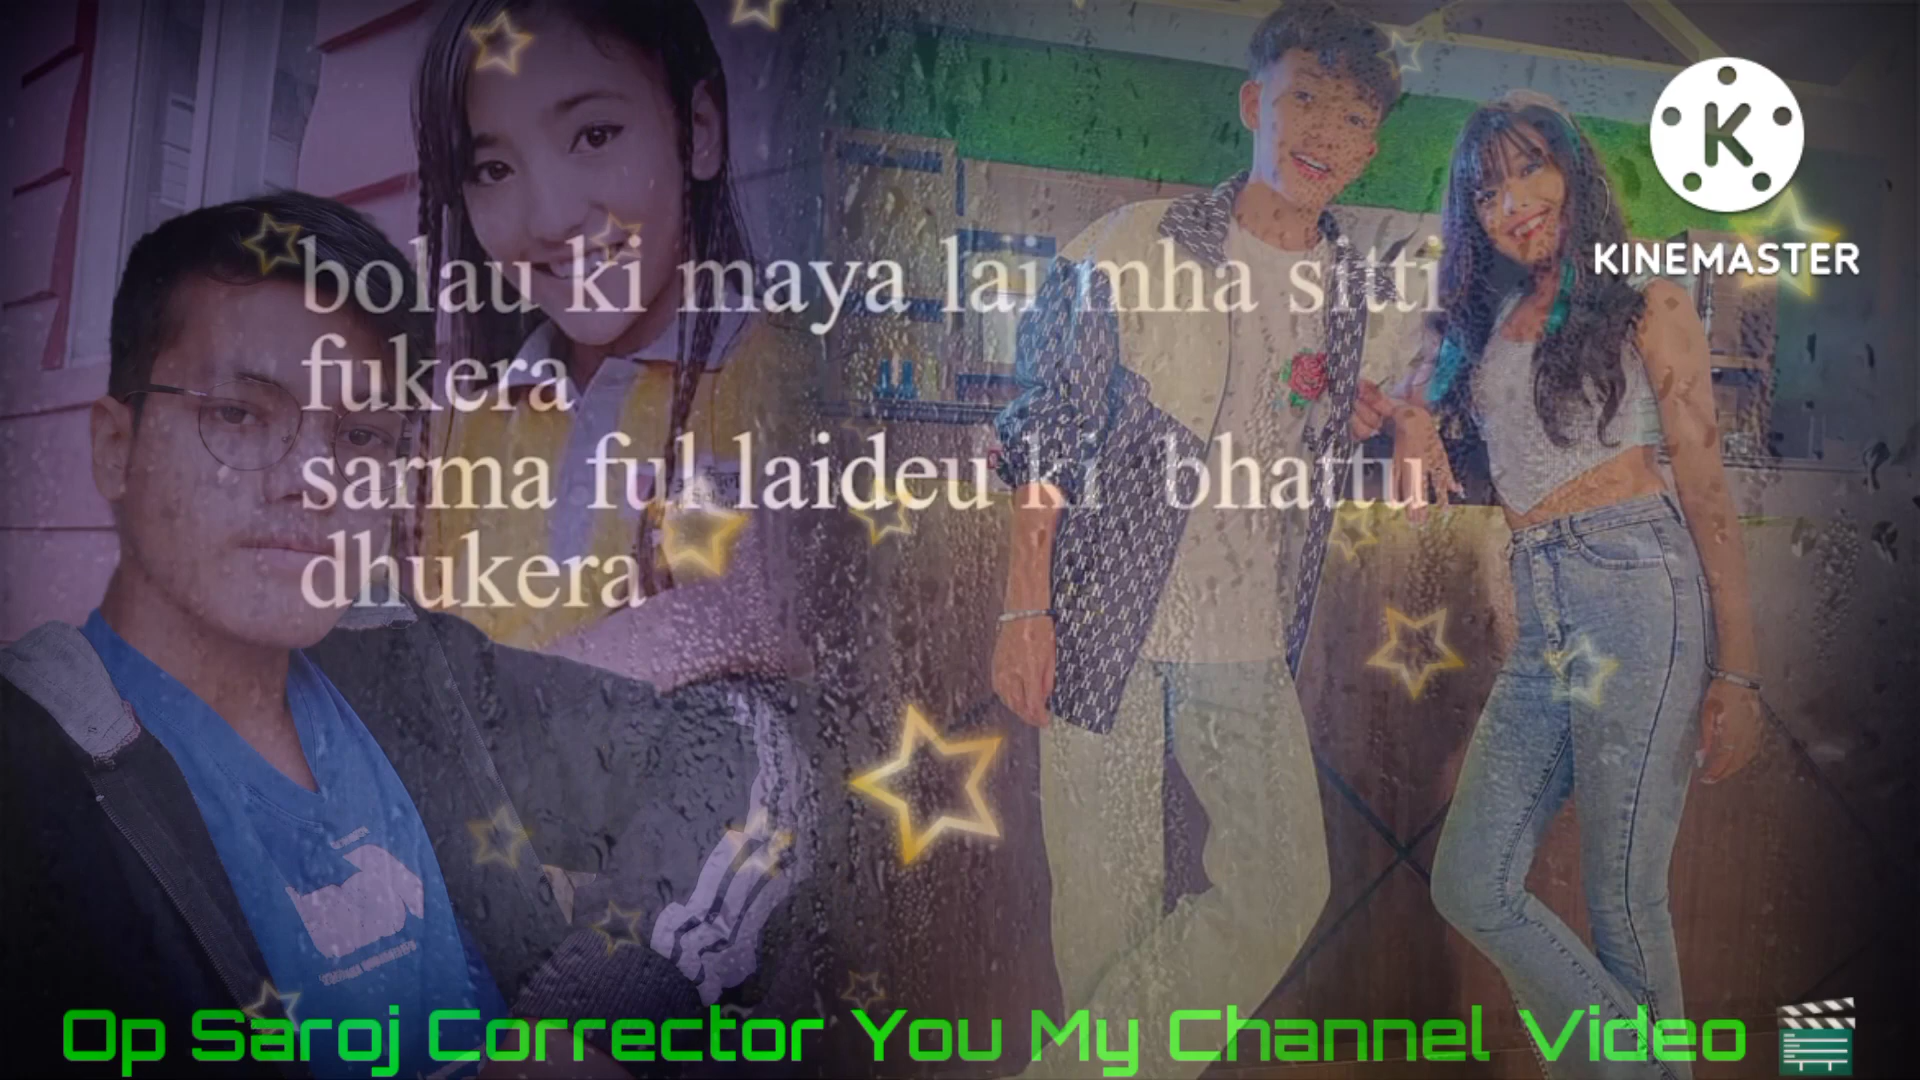 bolau ki maya lai mha sitti
fukera
sarma ful laideu ki bhattu
dhukera
K
KINEMASTER
Op Saroj Corrector You My Channel Video